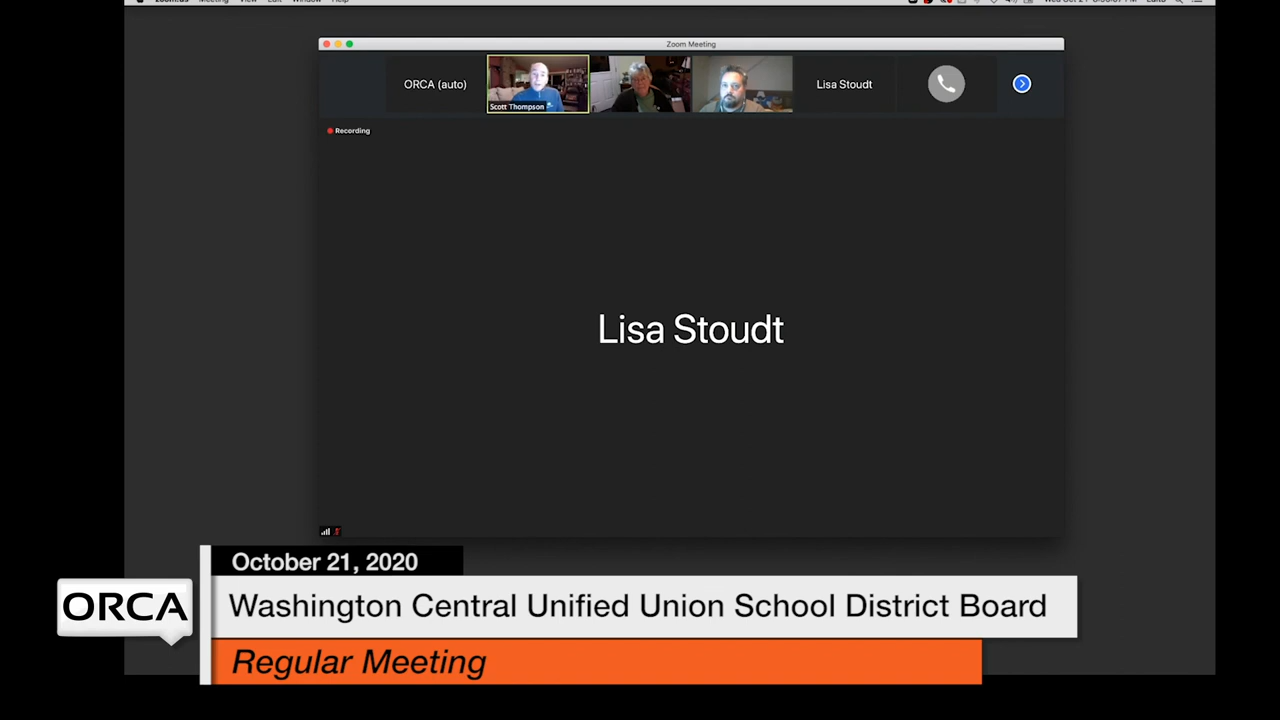 Zoom Meeting
ORCA (auto)
Scott Thompson
Lisa Stoudt
Recording
Lisa Stoudt
October 21, 2020
ORCA
Washington Central Unified Union School District Board
Regular Meeting